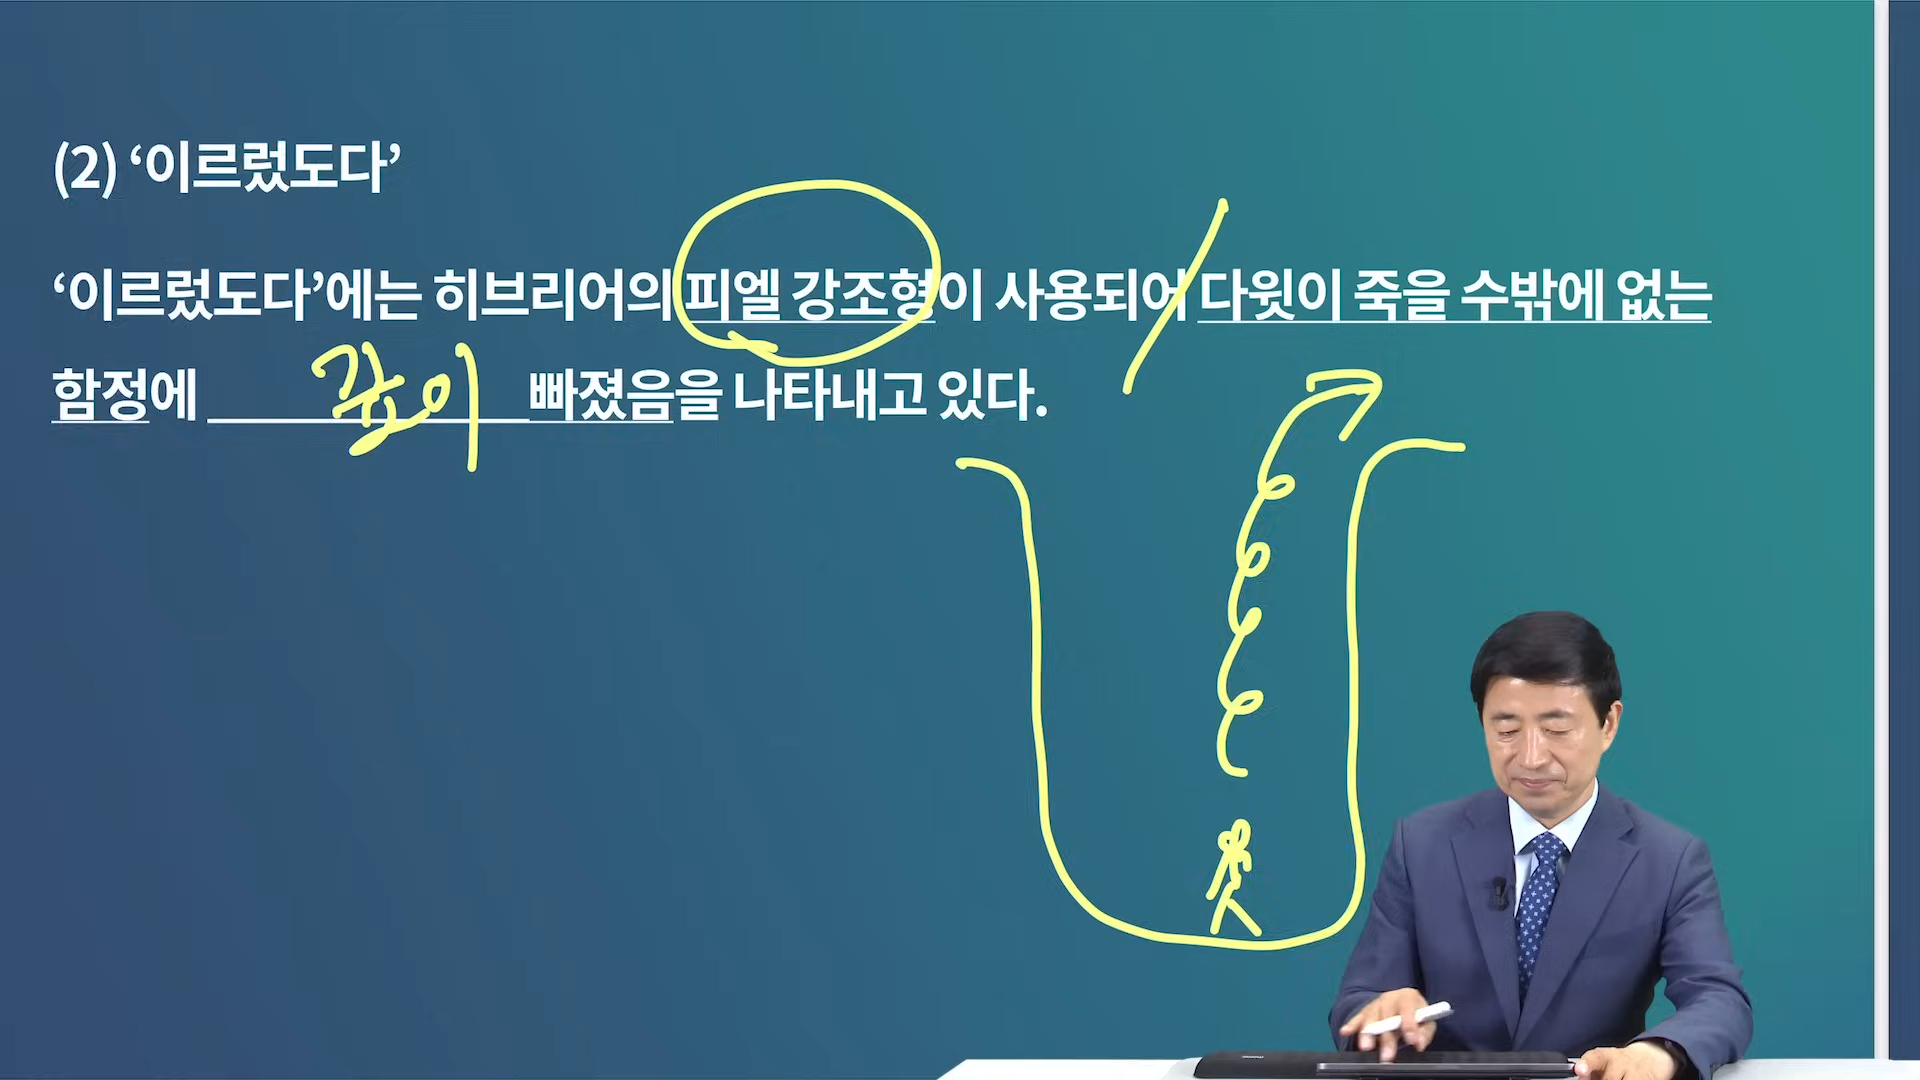 (2) ‘이르렀도다’
‘이르렀도다’에는 히브리어의 피엘 강조형이 사용되어 다윗이 죽을 수밖에 없는
함정에 깊이 빠졌음을 나타내고 있다.